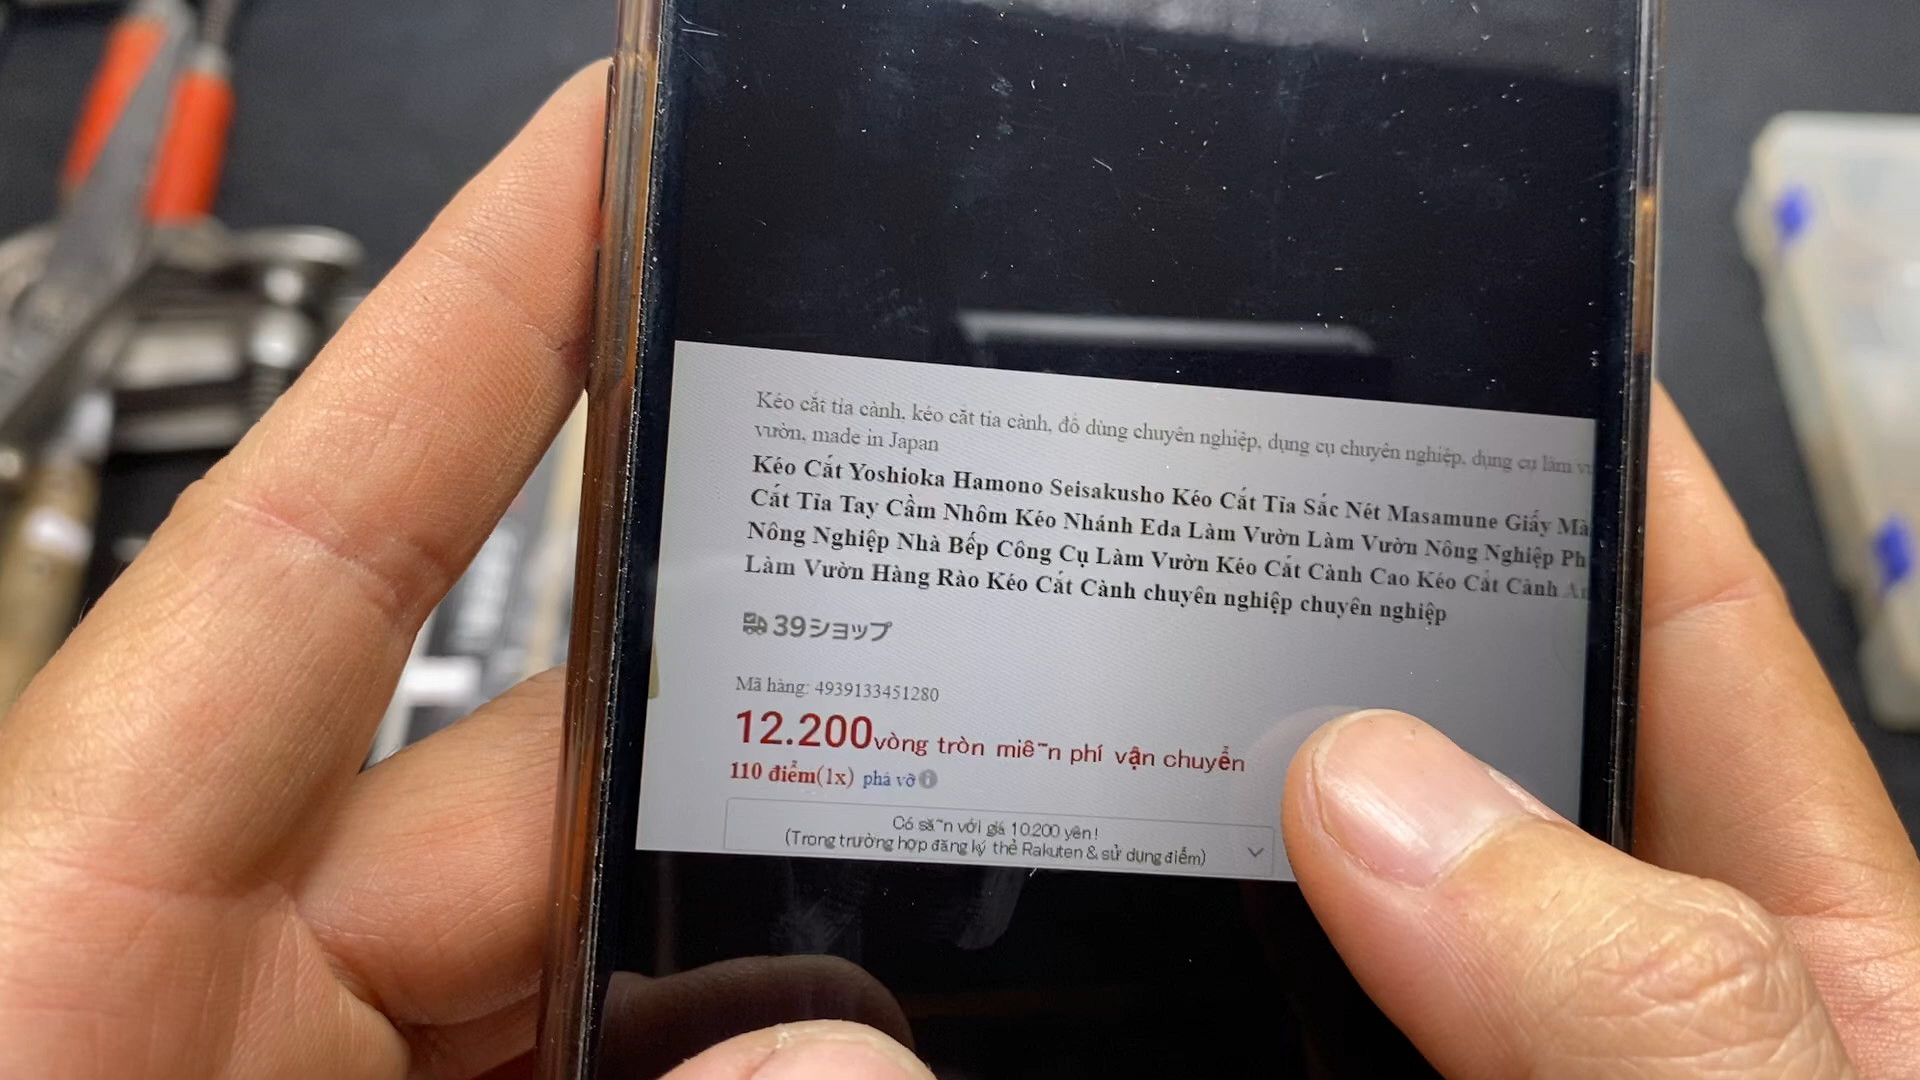 Kéo cắt tỉa cành, kéo cắt tỉa cành, đồ dùng chuyên nghiệp, dụng cụ chuyên nghiệp, dụng cụ làm
vườn, made in Japan
Kéo Cắt Yoshioka Hamono Seisakusho Kéo Cắt Tỉa Sắc Nét Masamune Giấy Mà
Cắt Tỉa Tay Cầm Nhôm Kéo Nhánh Eda Làm Vườn Làm Vườn Nông Nghiệp Ph
Nông Nghiệp Nhà Bếp Công Cụ Làm Vườn Kéo Cắt Cành Cao Kéo Cắt Cành
Làm Vườn Hàng Rào Kéo Cắt Cành chuyên nghiệp chuyên nghiệp
39ショップ
Mã hàng: 4939133451280
12.200vòng tròn miễn phí vận chuyển
110 điểm(1x) phá vỡ
Có sẵn với giá 10.200 yên!
(Trong trường hợp đăng ký thẻ Rakuten & sử dụng điểm)